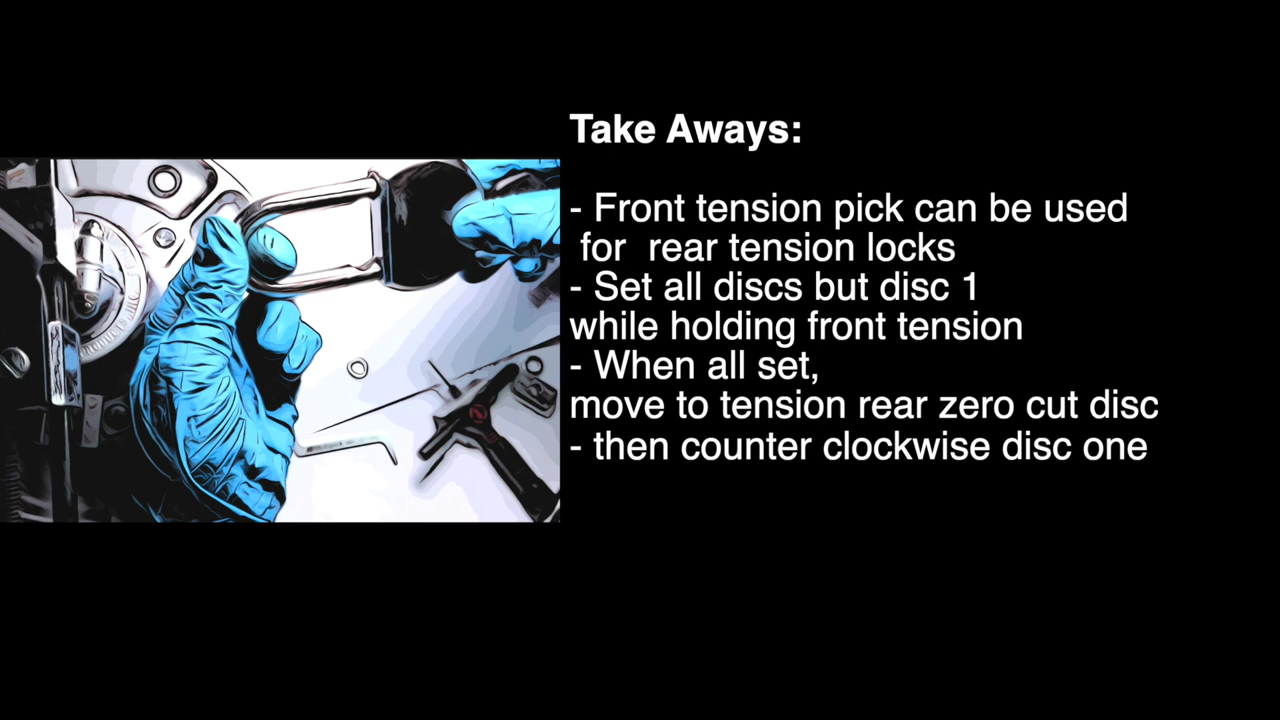 Take Aways:
- Front tension pick can be used
for rear tension locks
- Set all discs but disc 1
while holding front tension
- When all set,
move to tension rear zero cut disc
- then counter clockwise disc one